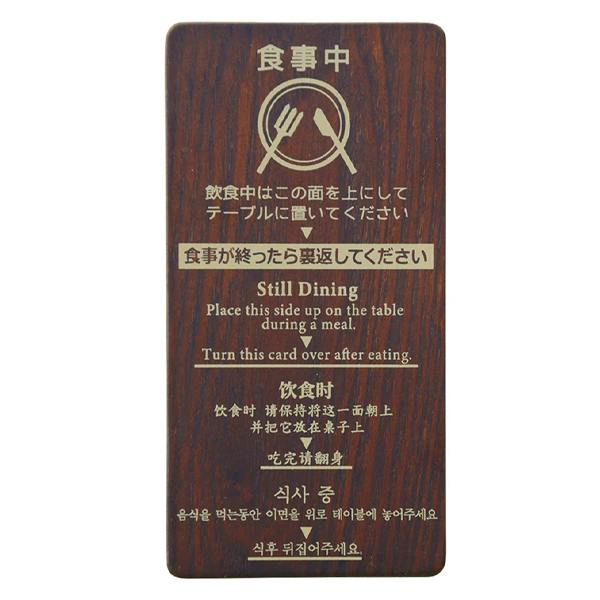 食事中
飲食中はこの面を上にして
テーブルに置いてください
▼
食事が終ったら裏返してください
Still Dining
Place this side up on the table
during a meal.
▼
Turn this card over after eating.
饮食时
饮食时 请保持将这一面朝上
并把它放在桌子上
▼
吃完请翻身
식사 중
음식을 먹는동안 이면을 위로 테이블에 놓어주세요
▼
식후 뒤집어주세요.